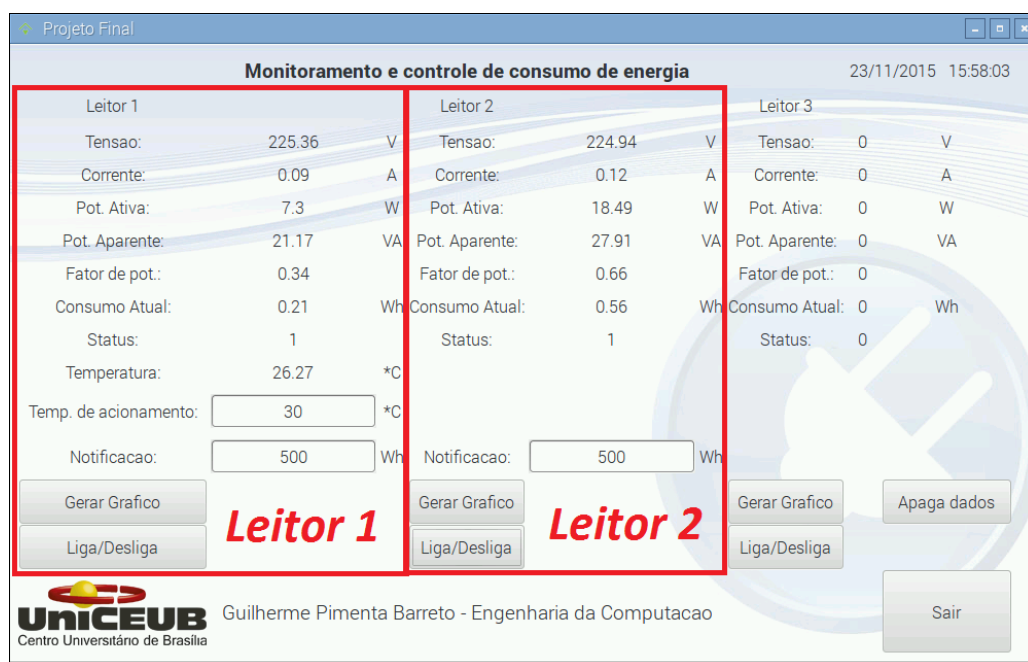 Projeto Final
Monitoramento e controle de consumo de energia 23/11/2015 15:58:03
Leitor 1 Leitor 2 Leitor 3
Tensao: 225.36 V Tensao: 224.94 V Tensao: 0 V
Corrente: 0.09 A Corrente: 0.12 A Corrente: 0 A
Pot. Ativa: 7.3 W Pot. Ativa: 18.49 W Pot. Ativa: 0 W
Pot. Aparente: 21.17 VA Pot. Aparente: 27.91 VA Pot. Aparente: 0 VA
Fator de pot.: 0.34 Fator de pot.: 0.66 Fator de pot.: 0
Consumo Atual: 0.21 Wh Consumo Atual: 0.56 Wh Consumo Atual: 0 Wh
Status: 1 Status: 1 Status: 0
Temperatura: 26.27 *C
Temp. de acionamento: 30 *C
Notificacao: 500 Wh Notificacao: 500 Wh
Gerar Grafico Gerar Grafico Gerar Grafico Apaga dados
Leitor 1 Leitor 2
Liga/Desliga Liga/Desliga Liga/Desliga
UniCEUB
Centro Universitário de Brasília
Guilherme Pimenta Barreto - Engenharia da Computacao
Sair